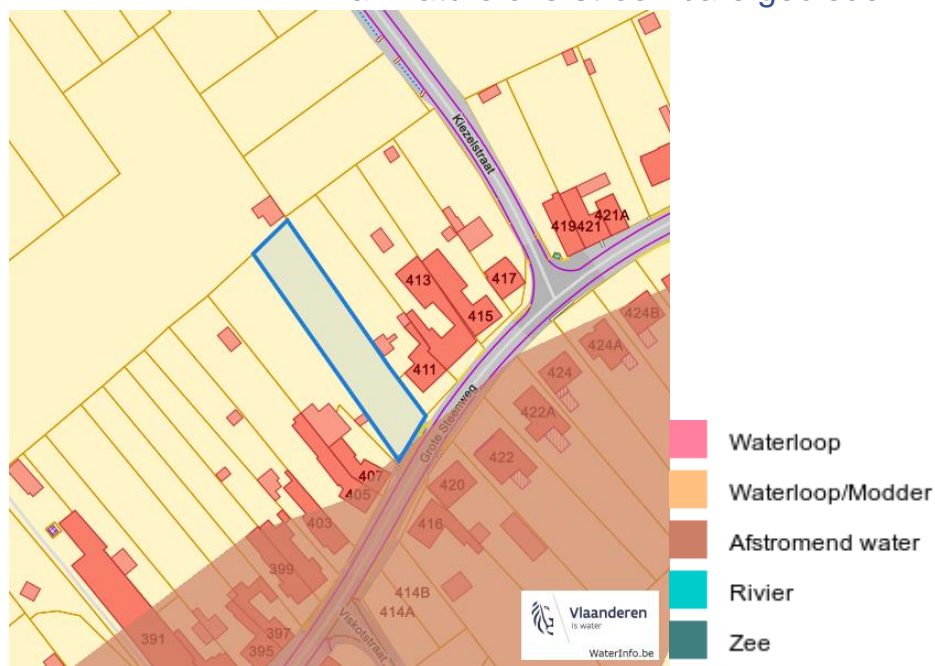 Kiezelstraat
419 421 421A
413
417
415
424B
424A
411
424
Grote Steenweg
422A
407
422
405
420
403
416
399
414B
414A
Viskotstraat
391
397
395
Vlaanderen
is water
WaterInfo.be
Waterloop
Waterloop/Modder
Afstromend water
Rivier
Zee